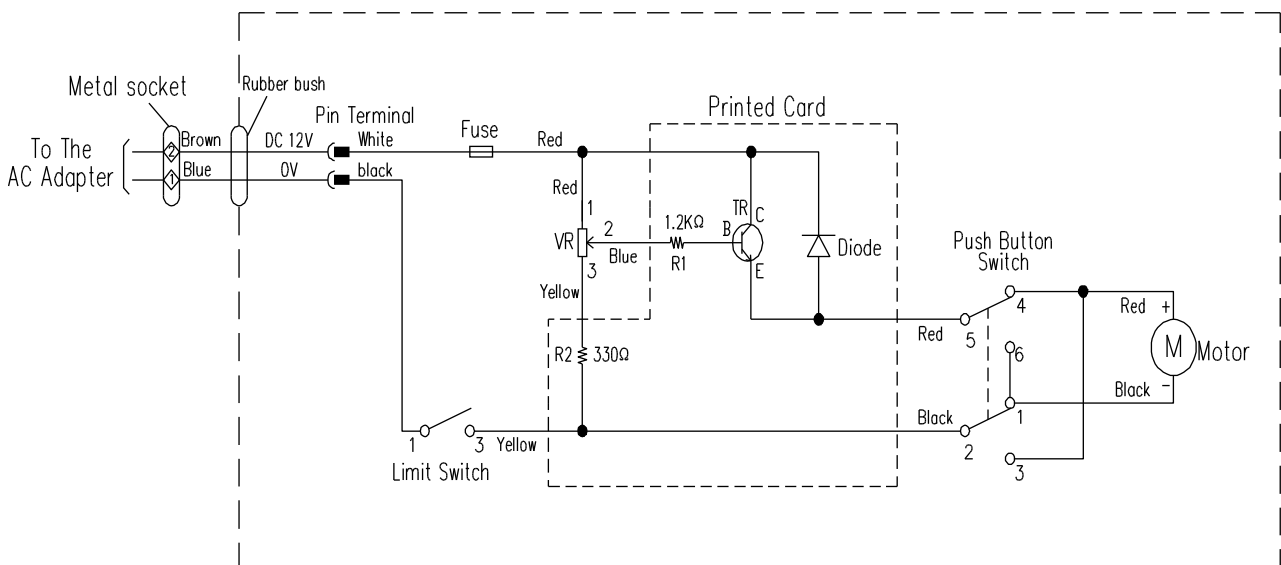 Metal socket
Rubber bush
Pin Terminal
Printed Card
To The
AC Adapter
2
Brown
DC 12V
White
Fuse
Red
1
Blue
0V
black
Red
1
VR
2
Blue
3
Yellow
1.2KΩ
R1
TR
C
B
E
Diode
Push Button
Switch
4
Red
+
5
Red
6
M
Motor
R2
330Ω
Black
-
Black
1
2
3
1
3
Yellow
Limit Switch